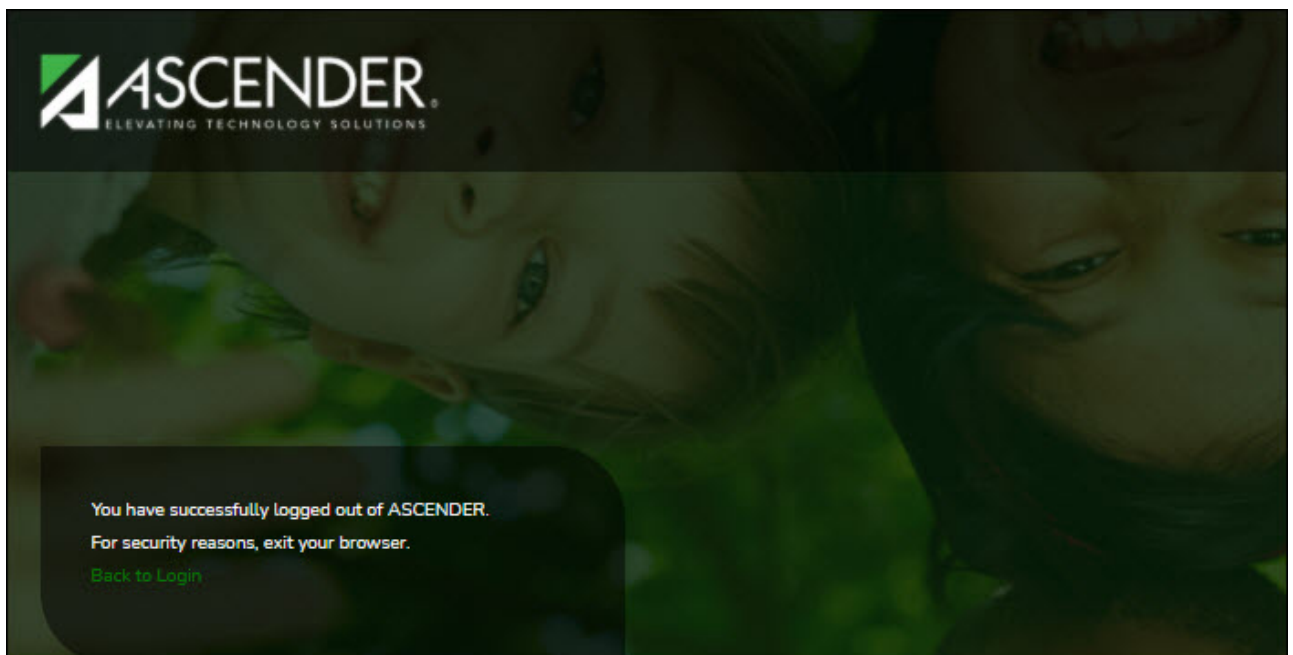 ASCENDER®
ELEVATING TECHNOLOGY SOLUTIONS
You have successfully logged out of ASCENDER.
For security reasons, exit your browser.
Back to Login